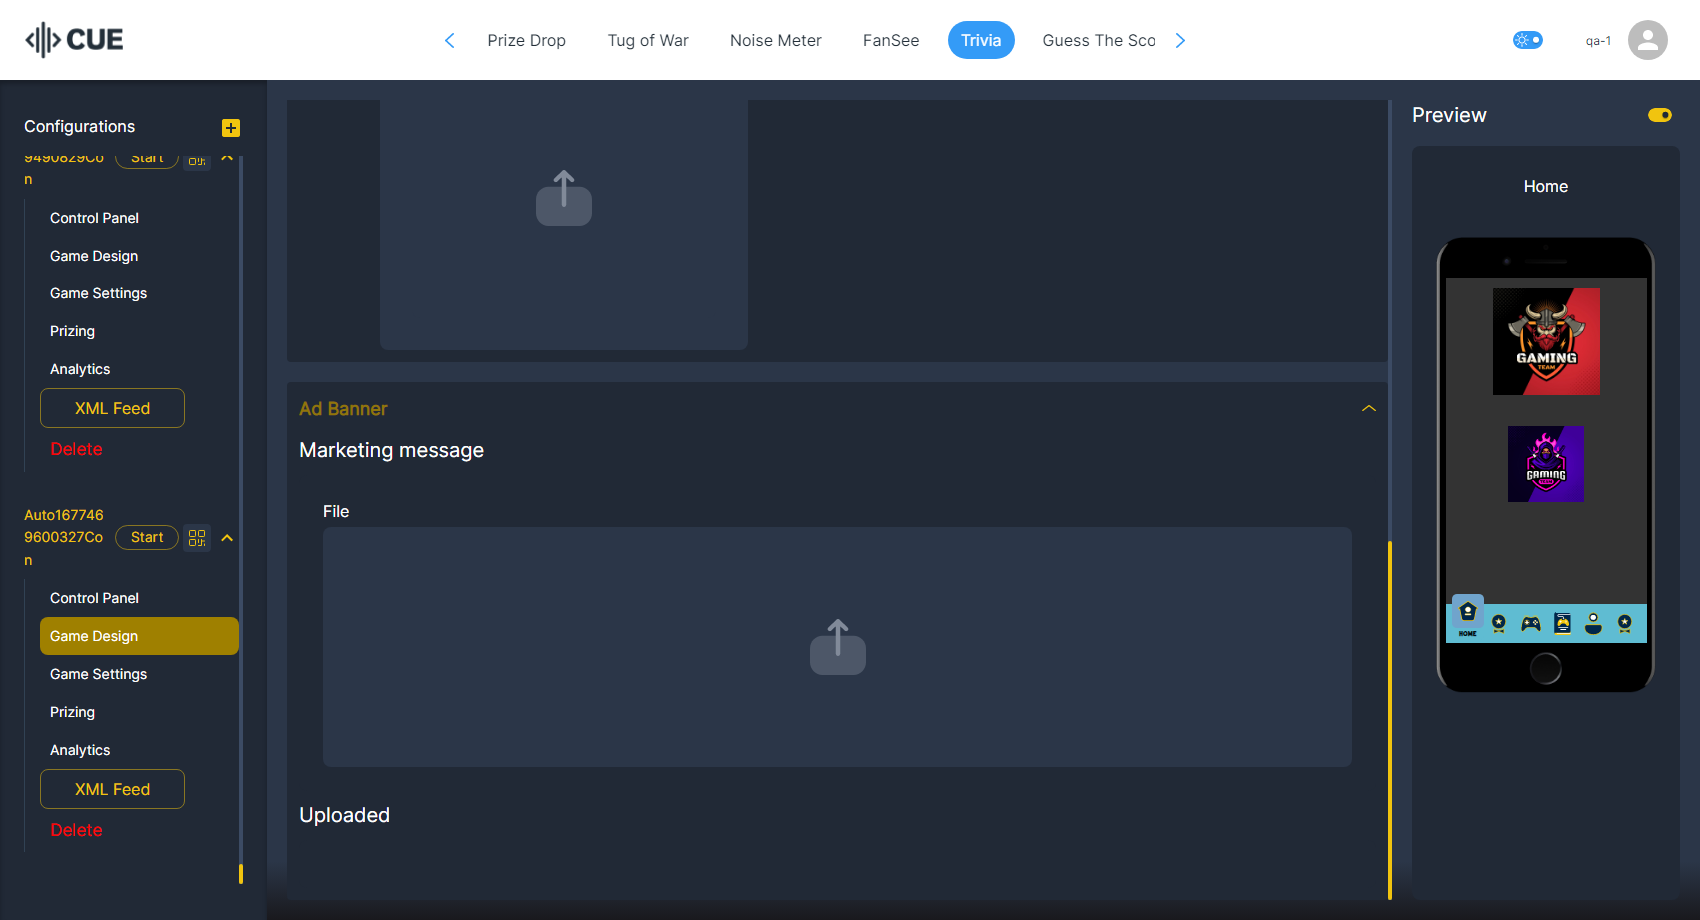 CUE
Prize Drop
Tug of War
Noise Meter
FanSee
Trivia
Guess The Sco
qa-1
Configurations
9490829Co
n
Start
Control Panel
Game Design
Game Settings
Prizing
Analytics
XML Feed
Delete
Auto167746
9600327Co
n
Start
Control Panel
Game Design
Game Settings
Prizing
Analytics
XML Feed
Delete
Ad Banner
Marketing message
File
Uploaded
Preview
Home
GAMING
TEAM
GAMING
TEAM
HOME